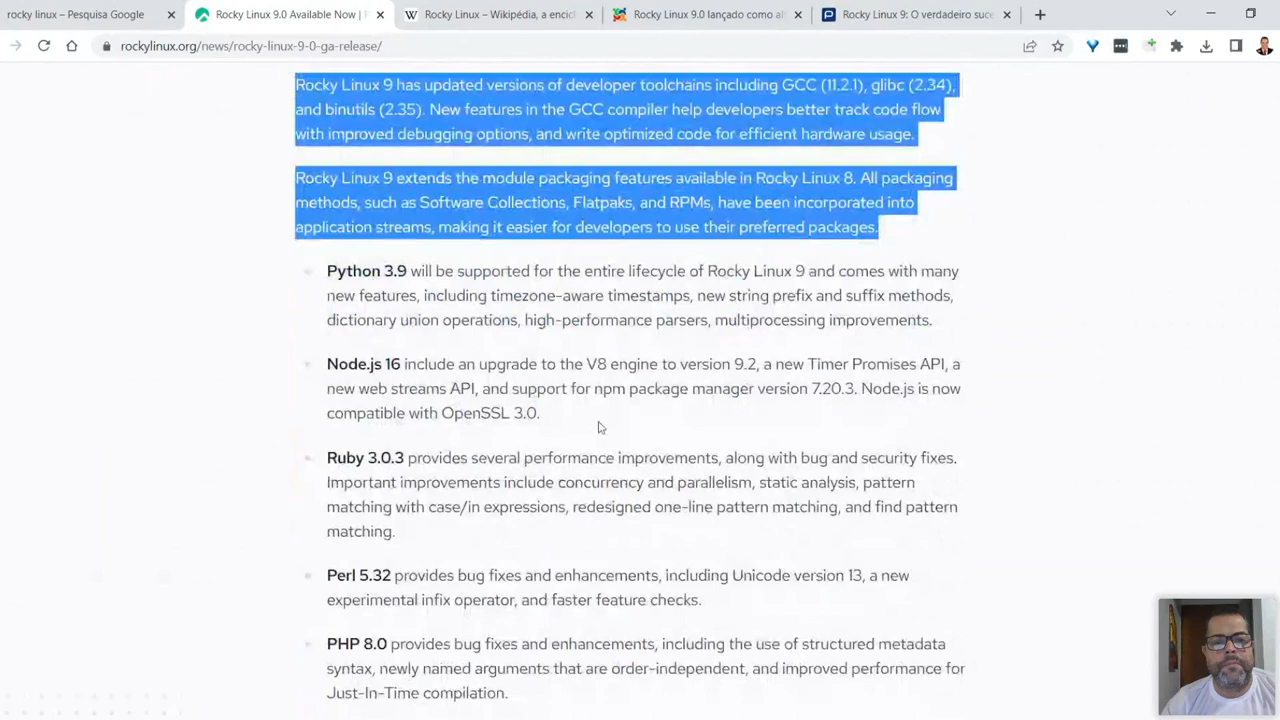 rocky linux – Pesquisa Google
Rocky Linux 9.0 Available Now | R
Rocky Linux – Wikipédia, a encicl
Rocky Linux 9.0 lançado como al
Rocky Linux 9: O verdadeiro suce
rockylinux.org/news/rocky-linux-9-0-ga-release/
Rocky Linux 9 has updated versions of developer toolchains including GCC (11.2.1), glibc (2.34),
and binutils (2.35). New features in the GCC compiler help developers better track code flow
with improved debugging options, and write optimized code for efficient hardware usage.
Rocky Linux 9 extends the module packaging features available in Rocky Linux 8. All packaging
methods, such as Software Collections, Flatpaks, and RPMs, have been incorporated into
application streams, making it easier for developers to use their preferred packages.
Python 3.9 will be supported for the entire lifecycle of Rocky Linux 9 and comes with many
new features, including timezone-aware timestamps, new string prefix and suffix methods,
dictionary union operations, high-performance parsers, multiprocessing improvements.
Node.js 16 include an upgrade to the V8 engine to version 9.2, a new Timer Promises API, a
new web streams API, and support for npm package manager version 7.20.3. Node.js is now
compatible with OpenSSL 3.0.
Ruby 3.0.3 provides several performance improvements, along with bug and security fixes.
Important improvements include concurrency and parallelism, static analysis, pattern
matching with case/in expressions, redesigned one-line pattern matching, and find pattern
matching.
Perl 5.32 provides bug fixes and enhancements, including Unicode version 13, a new
experimental infix operator, and faster feature checks.
PHP 8.0 provides bug fixes and enhancements, including the use of structured metadata
syntax, newly named arguments that are order-independent, and improved performance for
Just-In-Time compilation.